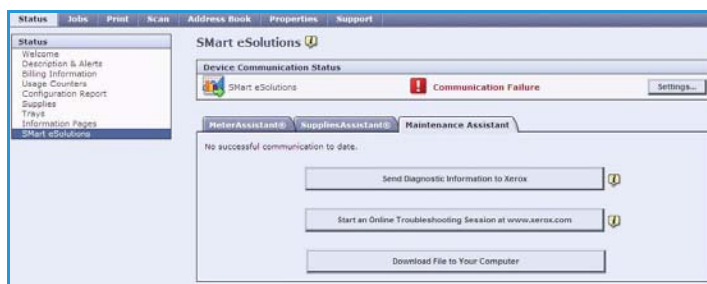 Status Jobs Print Scan Address Book Properties Support
Status
Welcome
Description & Alerts
Billing Information
Usage Counters
Configuration Report
Supplies
Trays
Information Pages
SMart eSolutions
SMart eSolutions
Device Communication Status
SMart eSolutions Communication Failure Settings...
MeterAssistant® SuppliesAssistant® Maintenance Assistant
No successful communication to date.
Send Diagnostic Information to Xerox
Start an Online Troubleshooting Session at www.xerox.com
Download File to Your Computer